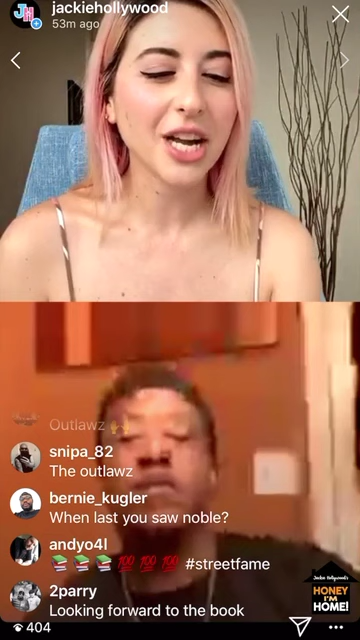 jackiehollywood
53m ago
Outlawz 🙌
snipa_82
The outlawz
bernie_kugler
When last you saw noble?
andyo4l
📚📚📚💯💯💯 #streetfame
2parry
Looking forward to the book
404
Jackie Hollywood's
HONEY
I'M
HOME!